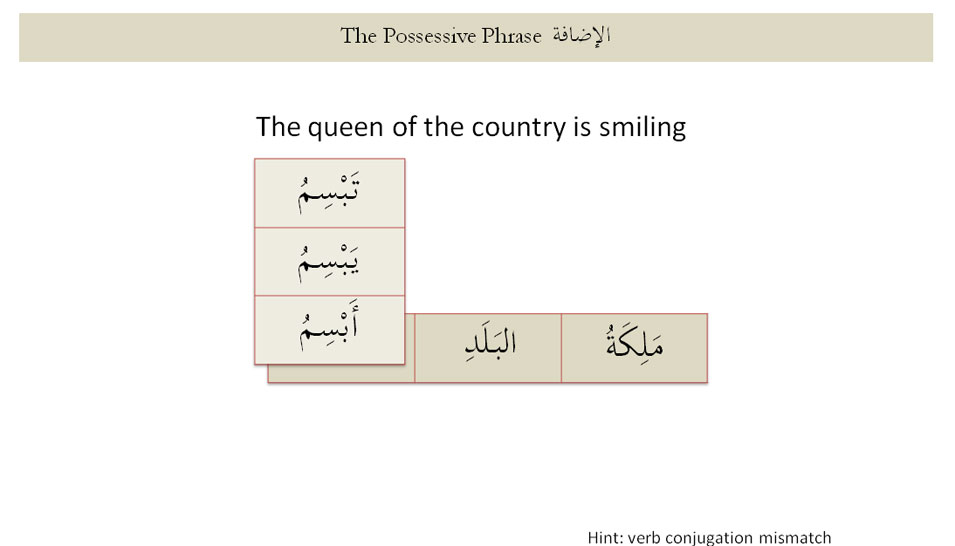 The Possessive Phrase الإضافة
The queen of the country is smiling
تَبْسِمُ
يَبْسِمُ
أَبْسِمُ
مَلِكَةُ البَلَدِ
Hint: verb conjugation mismatch